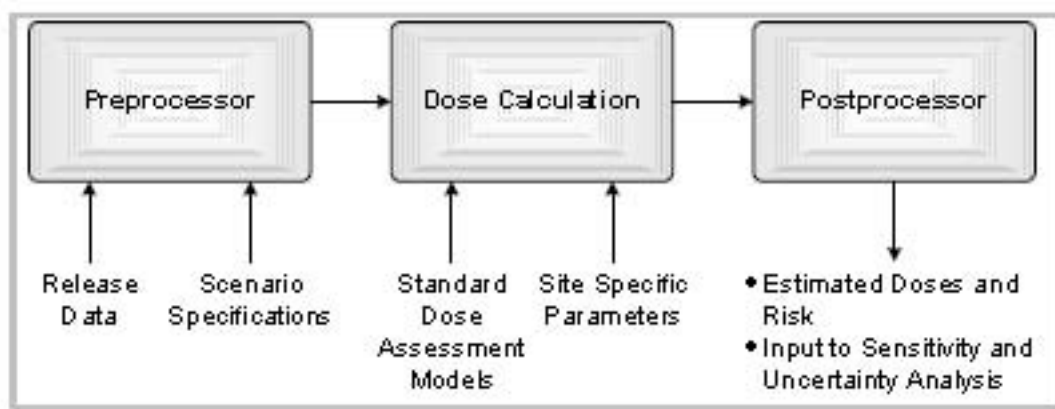 Preprocessor
Dose Calculation
Postprocessor
Release
Data
Scenario
Specifications
Standard
Dose
Assessment
Models
Site Specific
Parameters
• Estimated Doses and
Risk
• Input to Sensitivity and
Uncertainty Analysis